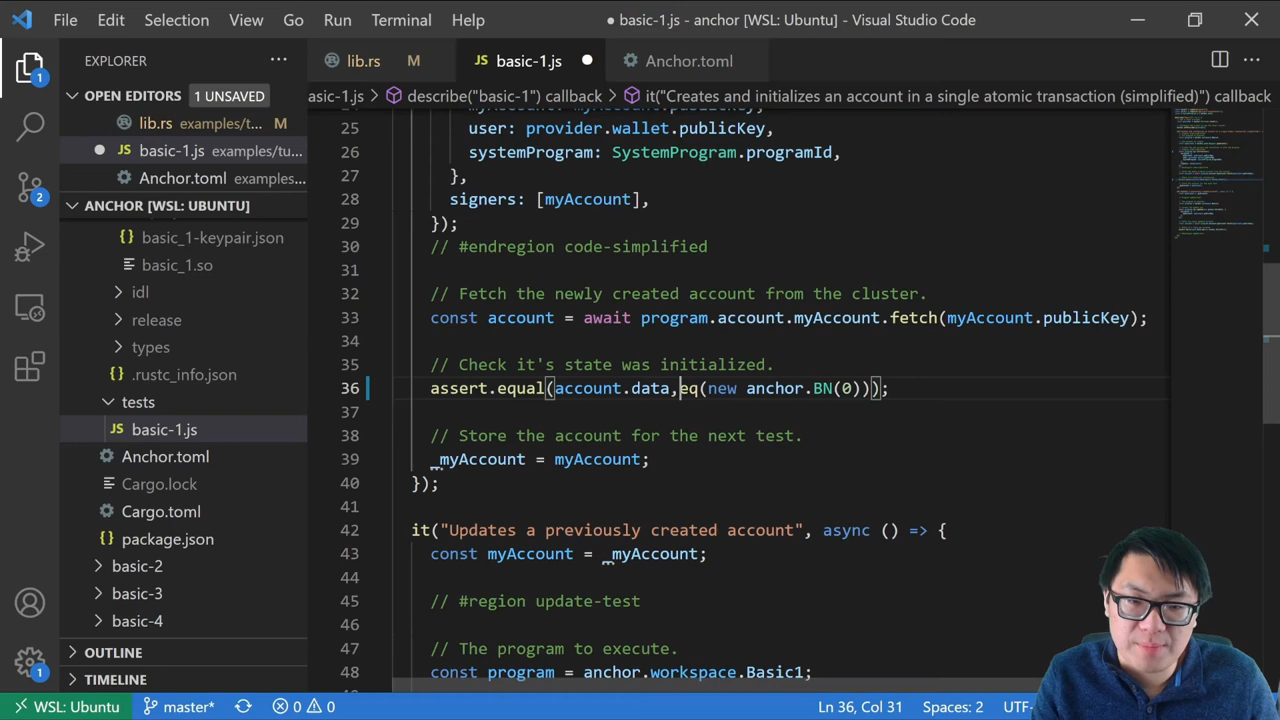 File Edit Selection View Go Run Terminal Help ● basic-1.js - anchor [WSL: Ubuntu] - Visual Studio Code
EXPLORER
lib.rs M basic-1.js Anchor.toml
OPEN EDITORS 1 UNSAVED
asic-1.js > describe("basic-1") callback > it("Creates and initializes an account in a single atomic transaction (simplified)") callback
lib.rs examples/t... M
basic-1.js examples/tu...
Anchor.toml examples...
ANCHOR [WSL: UBUNTU]
basic_1-keypair.json
basic_1.so
idl
release
types
.rustc_info.json
tests
basic-1.js
Anchor.toml
Cargo.lock
Cargo.toml
package.json
basic-2
basic-3
basic-4
OUTLINE
TIMELINE
1
2
1
25 user: provider.wallet.publicKey,
26 systemProgram: SystemProgram.programId,
27 },
28 signers: [myAccount],
29 });
30 // #endregion code-simplified
31
32 // Fetch the newly created account from the cluster.
33 const account = await program.account.myAccount.fetch(myAccount.publicKey);
34
35 // Check it's state was initialized.
36 assert.equal(account.data,eq(new anchor.BN(0)));
37
38 // Store the account for the next test.
39 _myAccount = myAccount;
40 });
41
42 it("Updates a previously created account", async () => {
43 const myAccount = _myAccount;
44
45 // #region update-test
46
47 // The program to execute.
48 const program = anchor.workspace.Basic1;
WSL: Ubuntu master* 0 0 Ln 36, Col 31 Spaces: 2